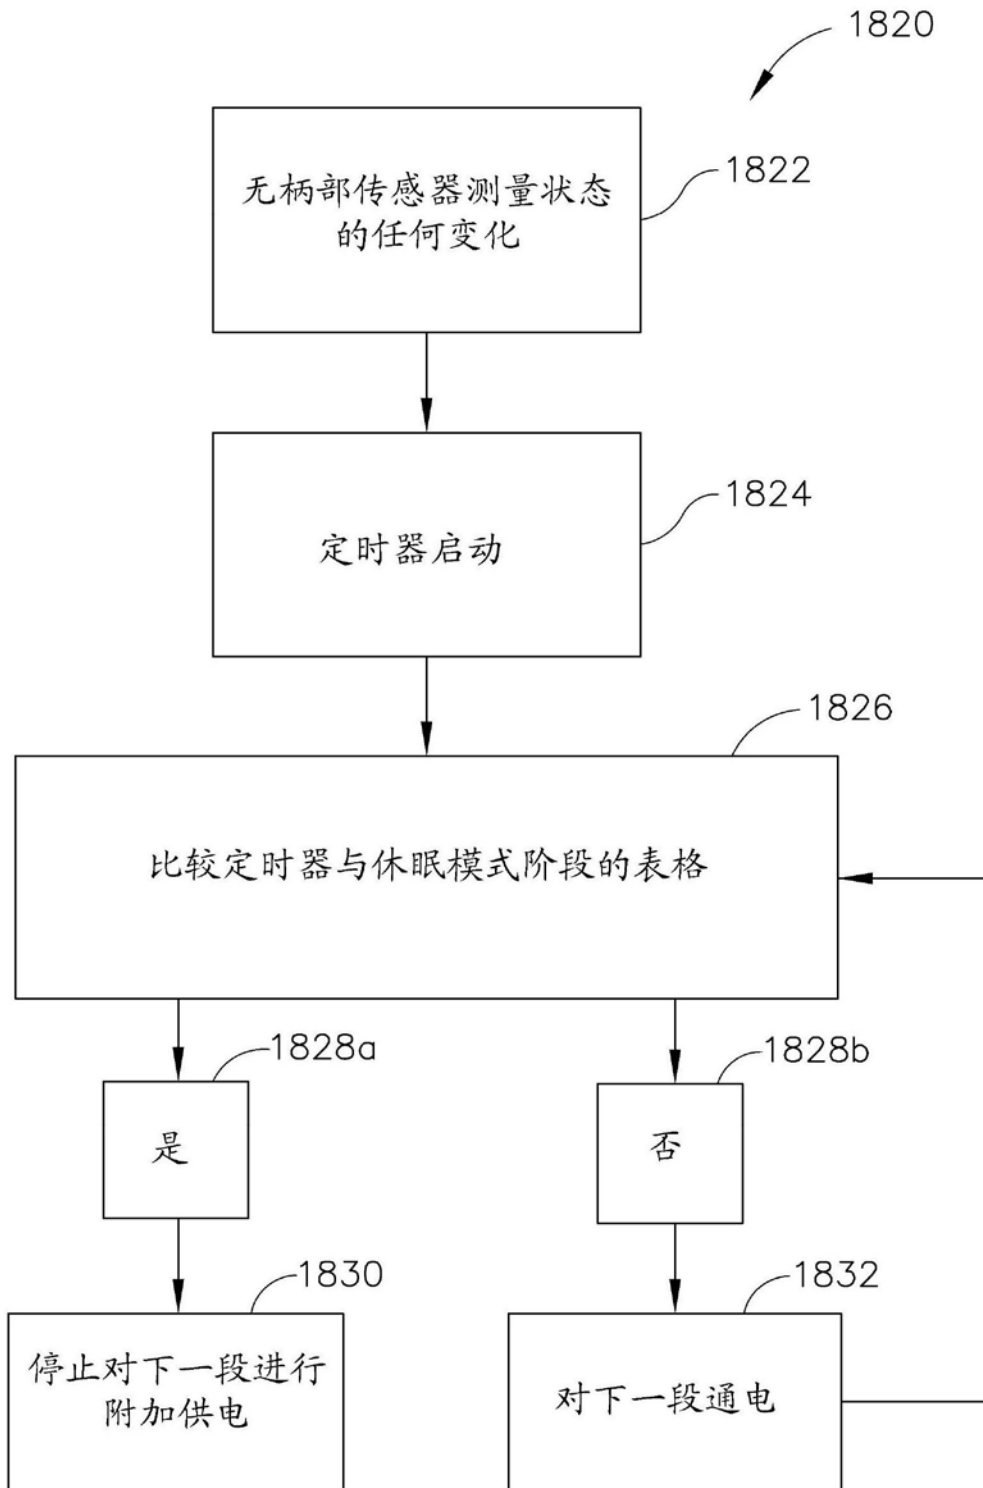 1820
无柄部传感器测量状态
的任何变化
1822
定时器启动
1824
1826
比较定时器与休眠模式阶段的表格
1828a
1828b
是
否
1830
1832
停止对下一段进行
附加供电
对下一段通电